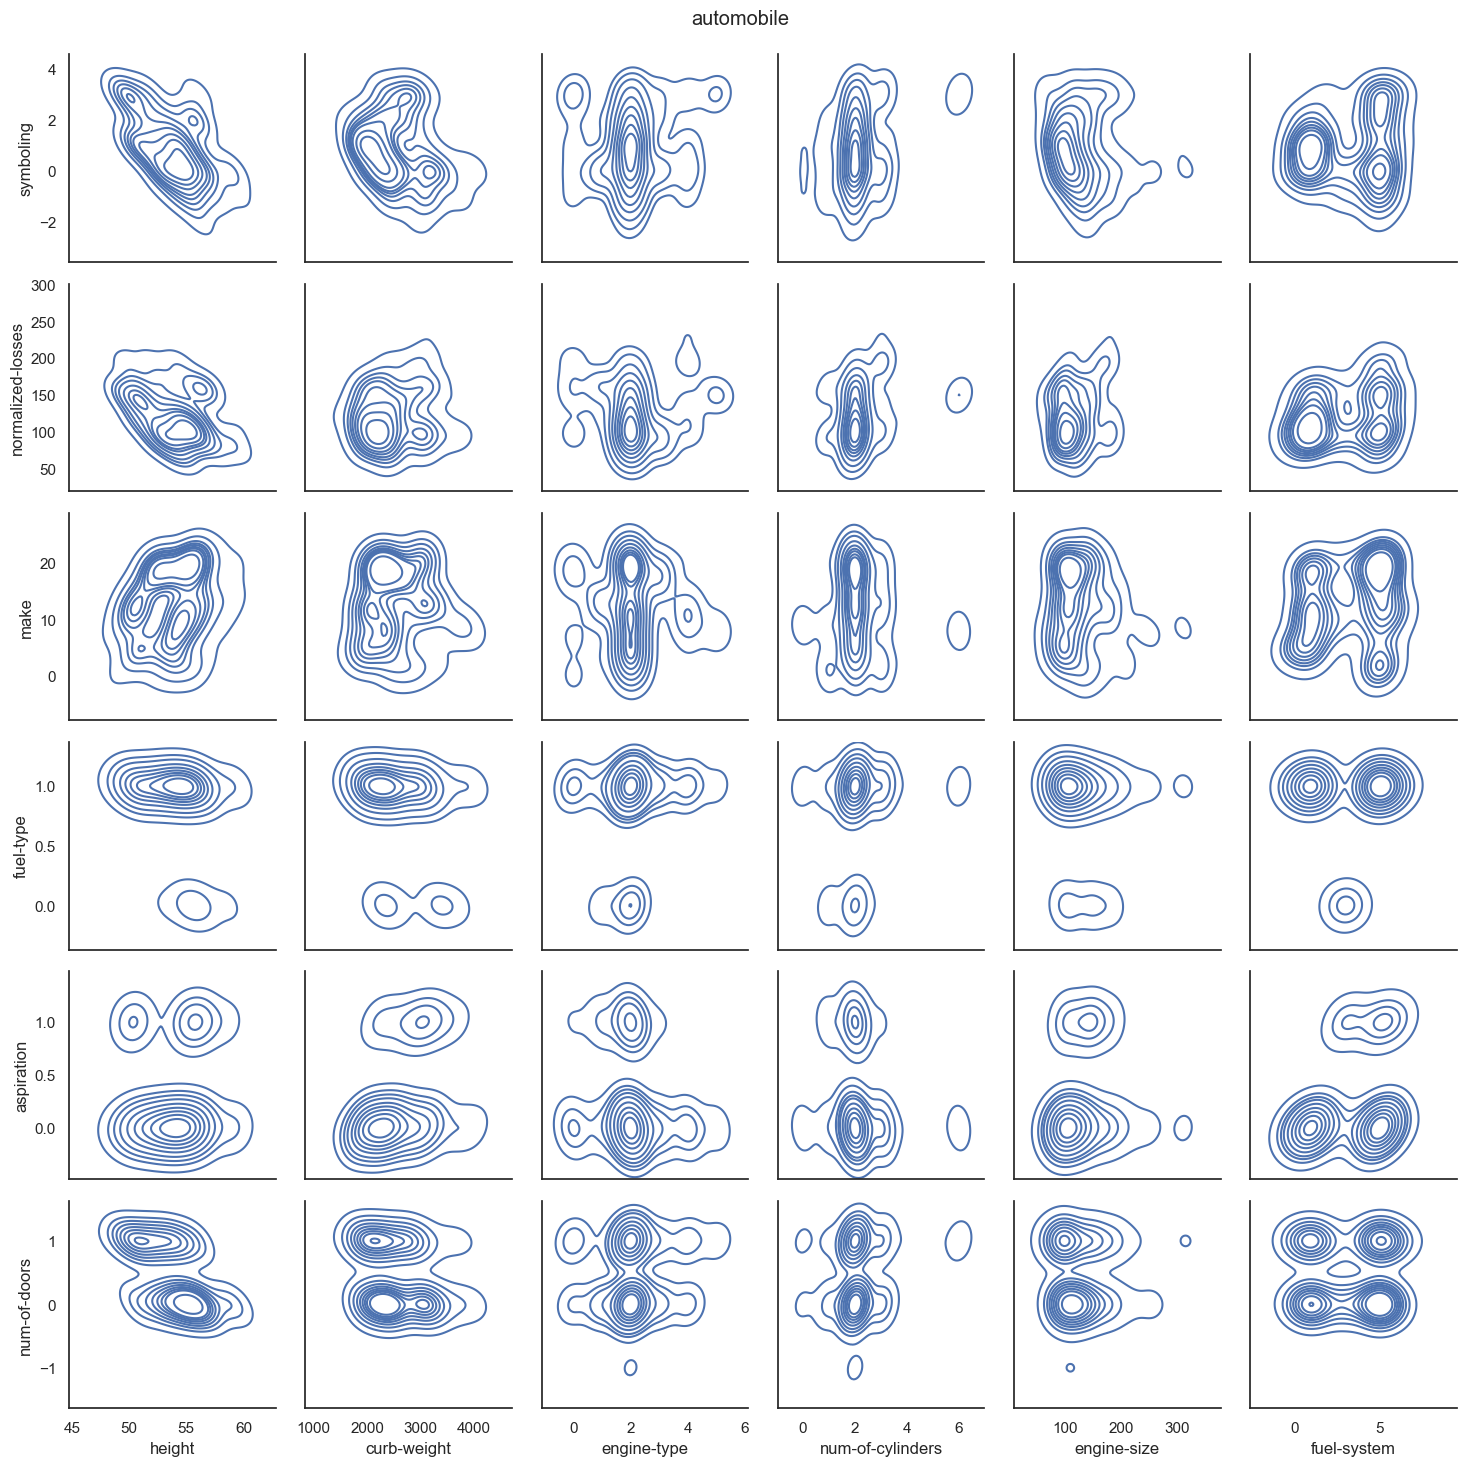 automobile
symboling
4
2
0
−2
normalized-losses
300
250
200
150
100
50
make
20
10
0
fuel-type
1.0
0.5
0.0
aspiration
1.0
0.5
0.0
num-of-doors
1
0
−1
45 50 55 60
height
1000 2000 3000 4000
curb-weight
0 2 4 6
engine-type
0 2 4 6
num-of-cylinders
100 200 300
engine-size
0 5
fuel-system